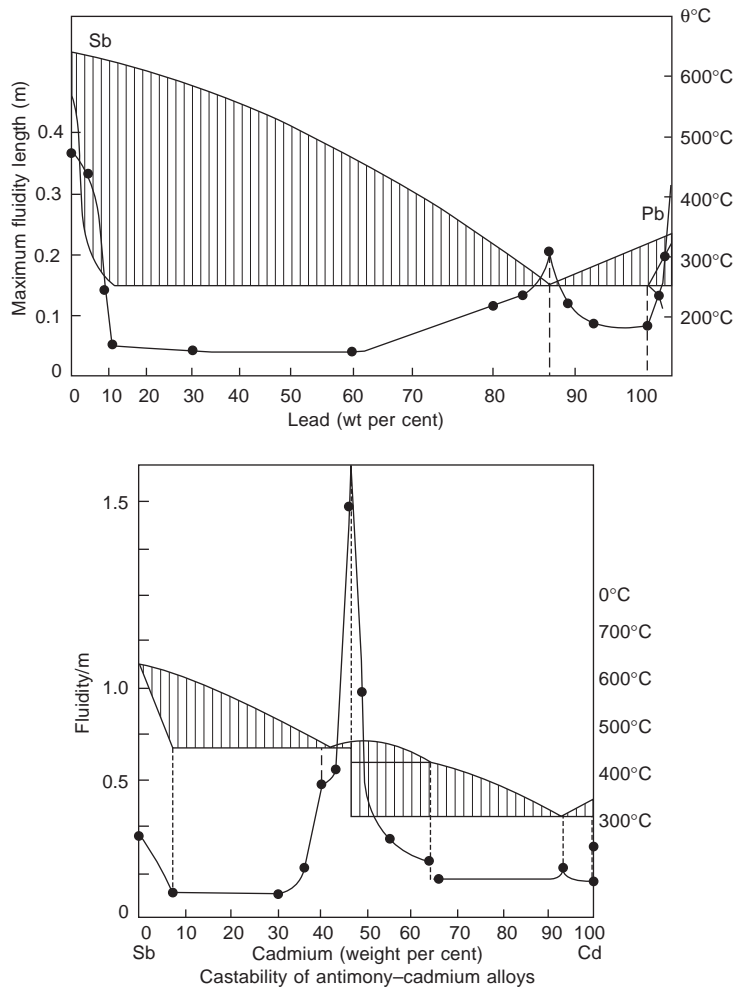 θ°C
Sb
600°C
Maximum fluidity length (m)
0.4
500°C
0.3
400°C
Pb
0.2
300°C
0.1
200°C
0
0 10 20 30 40 50 60 70 80 90 100
Lead (wt per cent)
1.5
0°C
700°C
Fluidity/m
1.0
600°C
500°C
0.5
400°C
300°C
0
0 10 20 30 40 50 60 70 80 90 100
Sb Cadmium (weight per cent) Cd
Castability of antimony–cadmium alloys